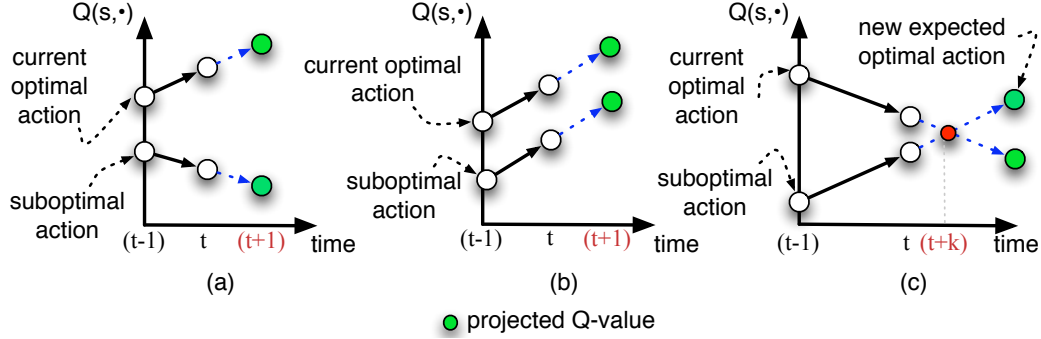 Q(s,·)
current
optimal
action
suboptimal
action
(t-1)
t
(t+1)
time
(a)
Q(s,·)
current optimal
action
suboptimal
action
(t-1)
t
(t+1)
time
(b)
Q(s,·)
current
optimal
action
new expected
optimal action
suboptimal
action
(t-1)
t
(t+k)
time
(c)
projected Q-value